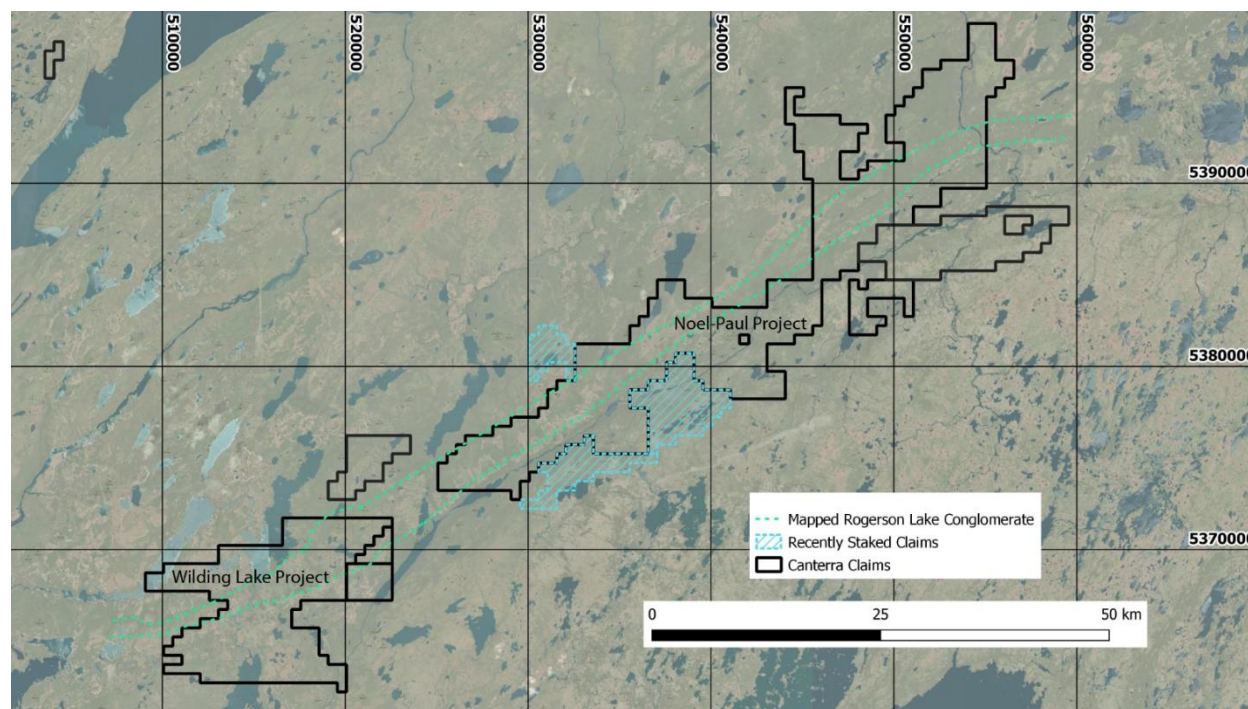 510000
520000
530000
540000
550000
560000
5390000
Noel-Paul Project
5380000
Mapped Rogerson Lake Conglomerate
Recently Staked Claims
Canterra Claims
5370000
Wilding Lake Project
0 25 50 km